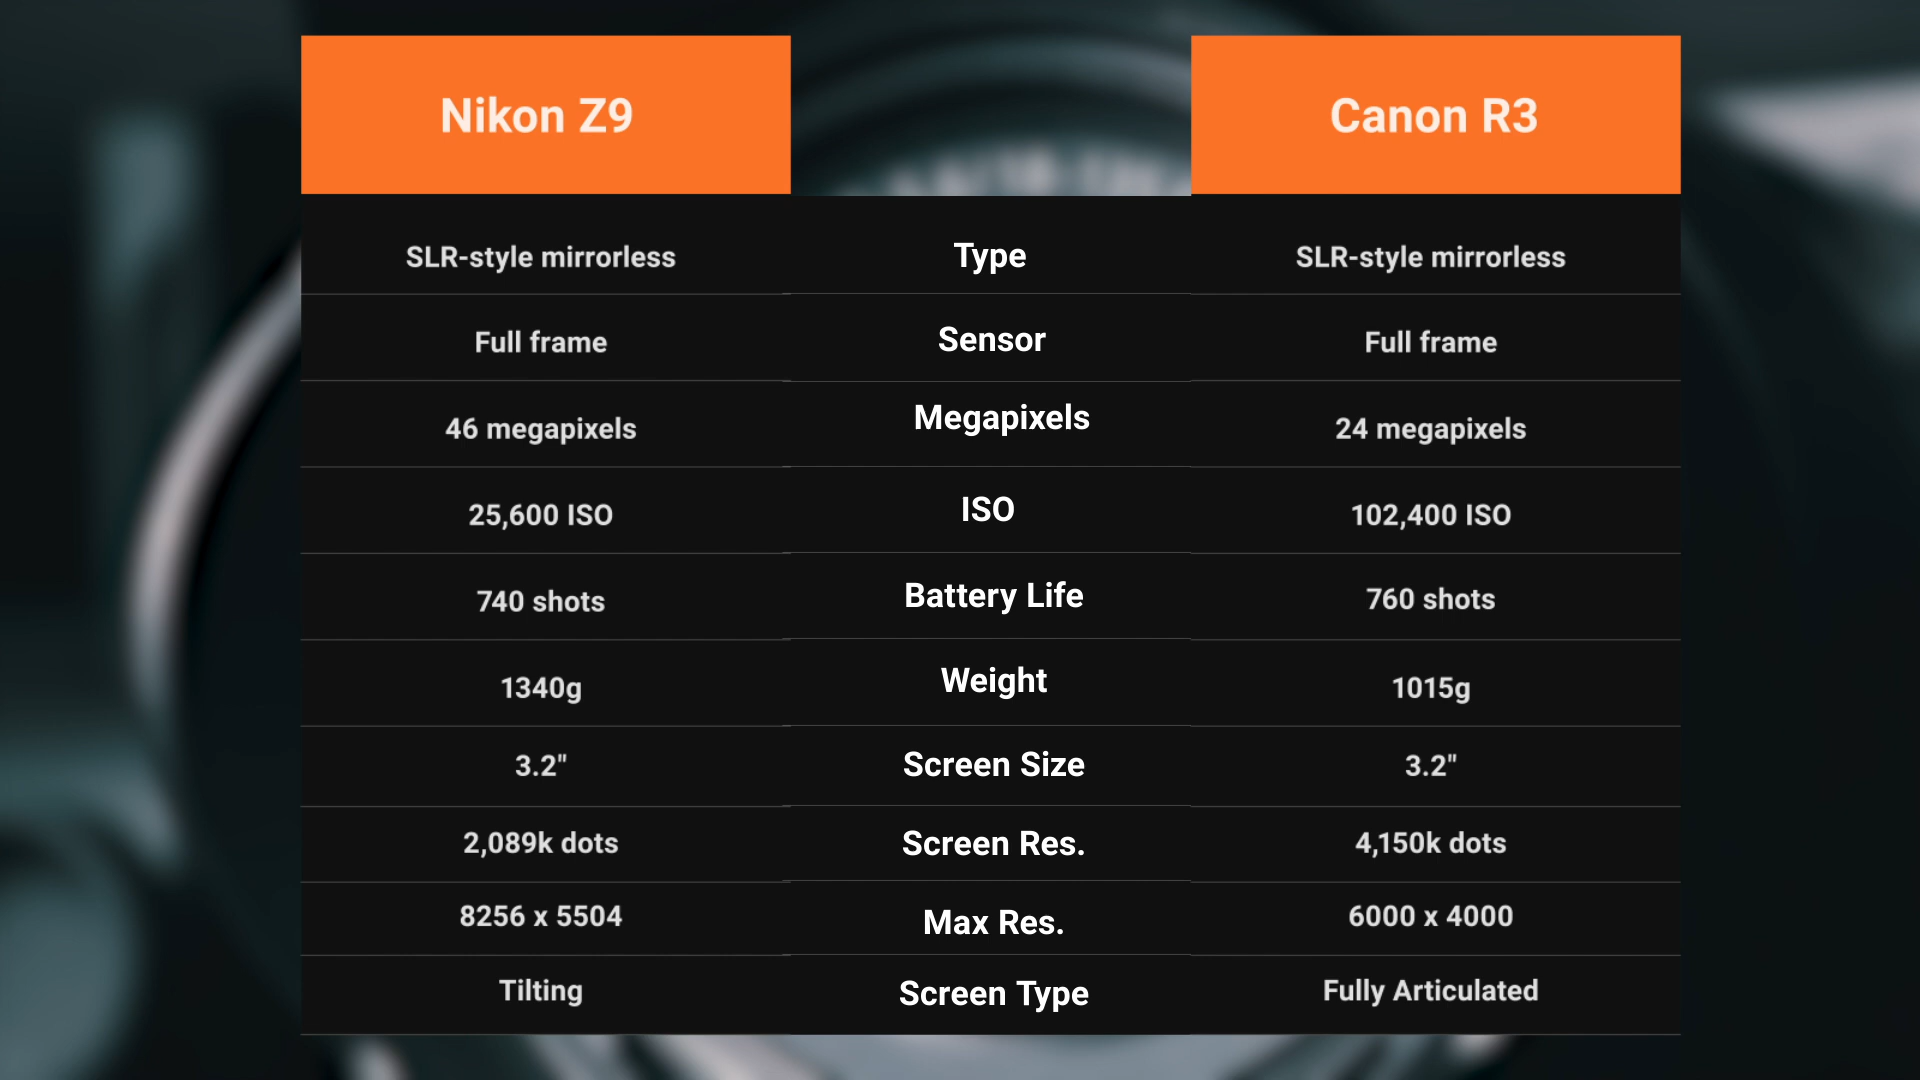 Nikon Z9 Canon R3
SLR-style mirrorless Type SLR-style mirrorless
Full frame Sensor Full frame
46 megapixels Megapixels 24 megapixels
25,600 ISO ISO 102,400 ISO
740 shots Battery Life 760 shots
1340g Weight 1015g
3.2" Screen Size 3.2"
2,089k dots Screen Res. 4,150k dots
8256 x 5504 Max Res. 6000 x 4000
Tilting Screen Type Fully Articulated